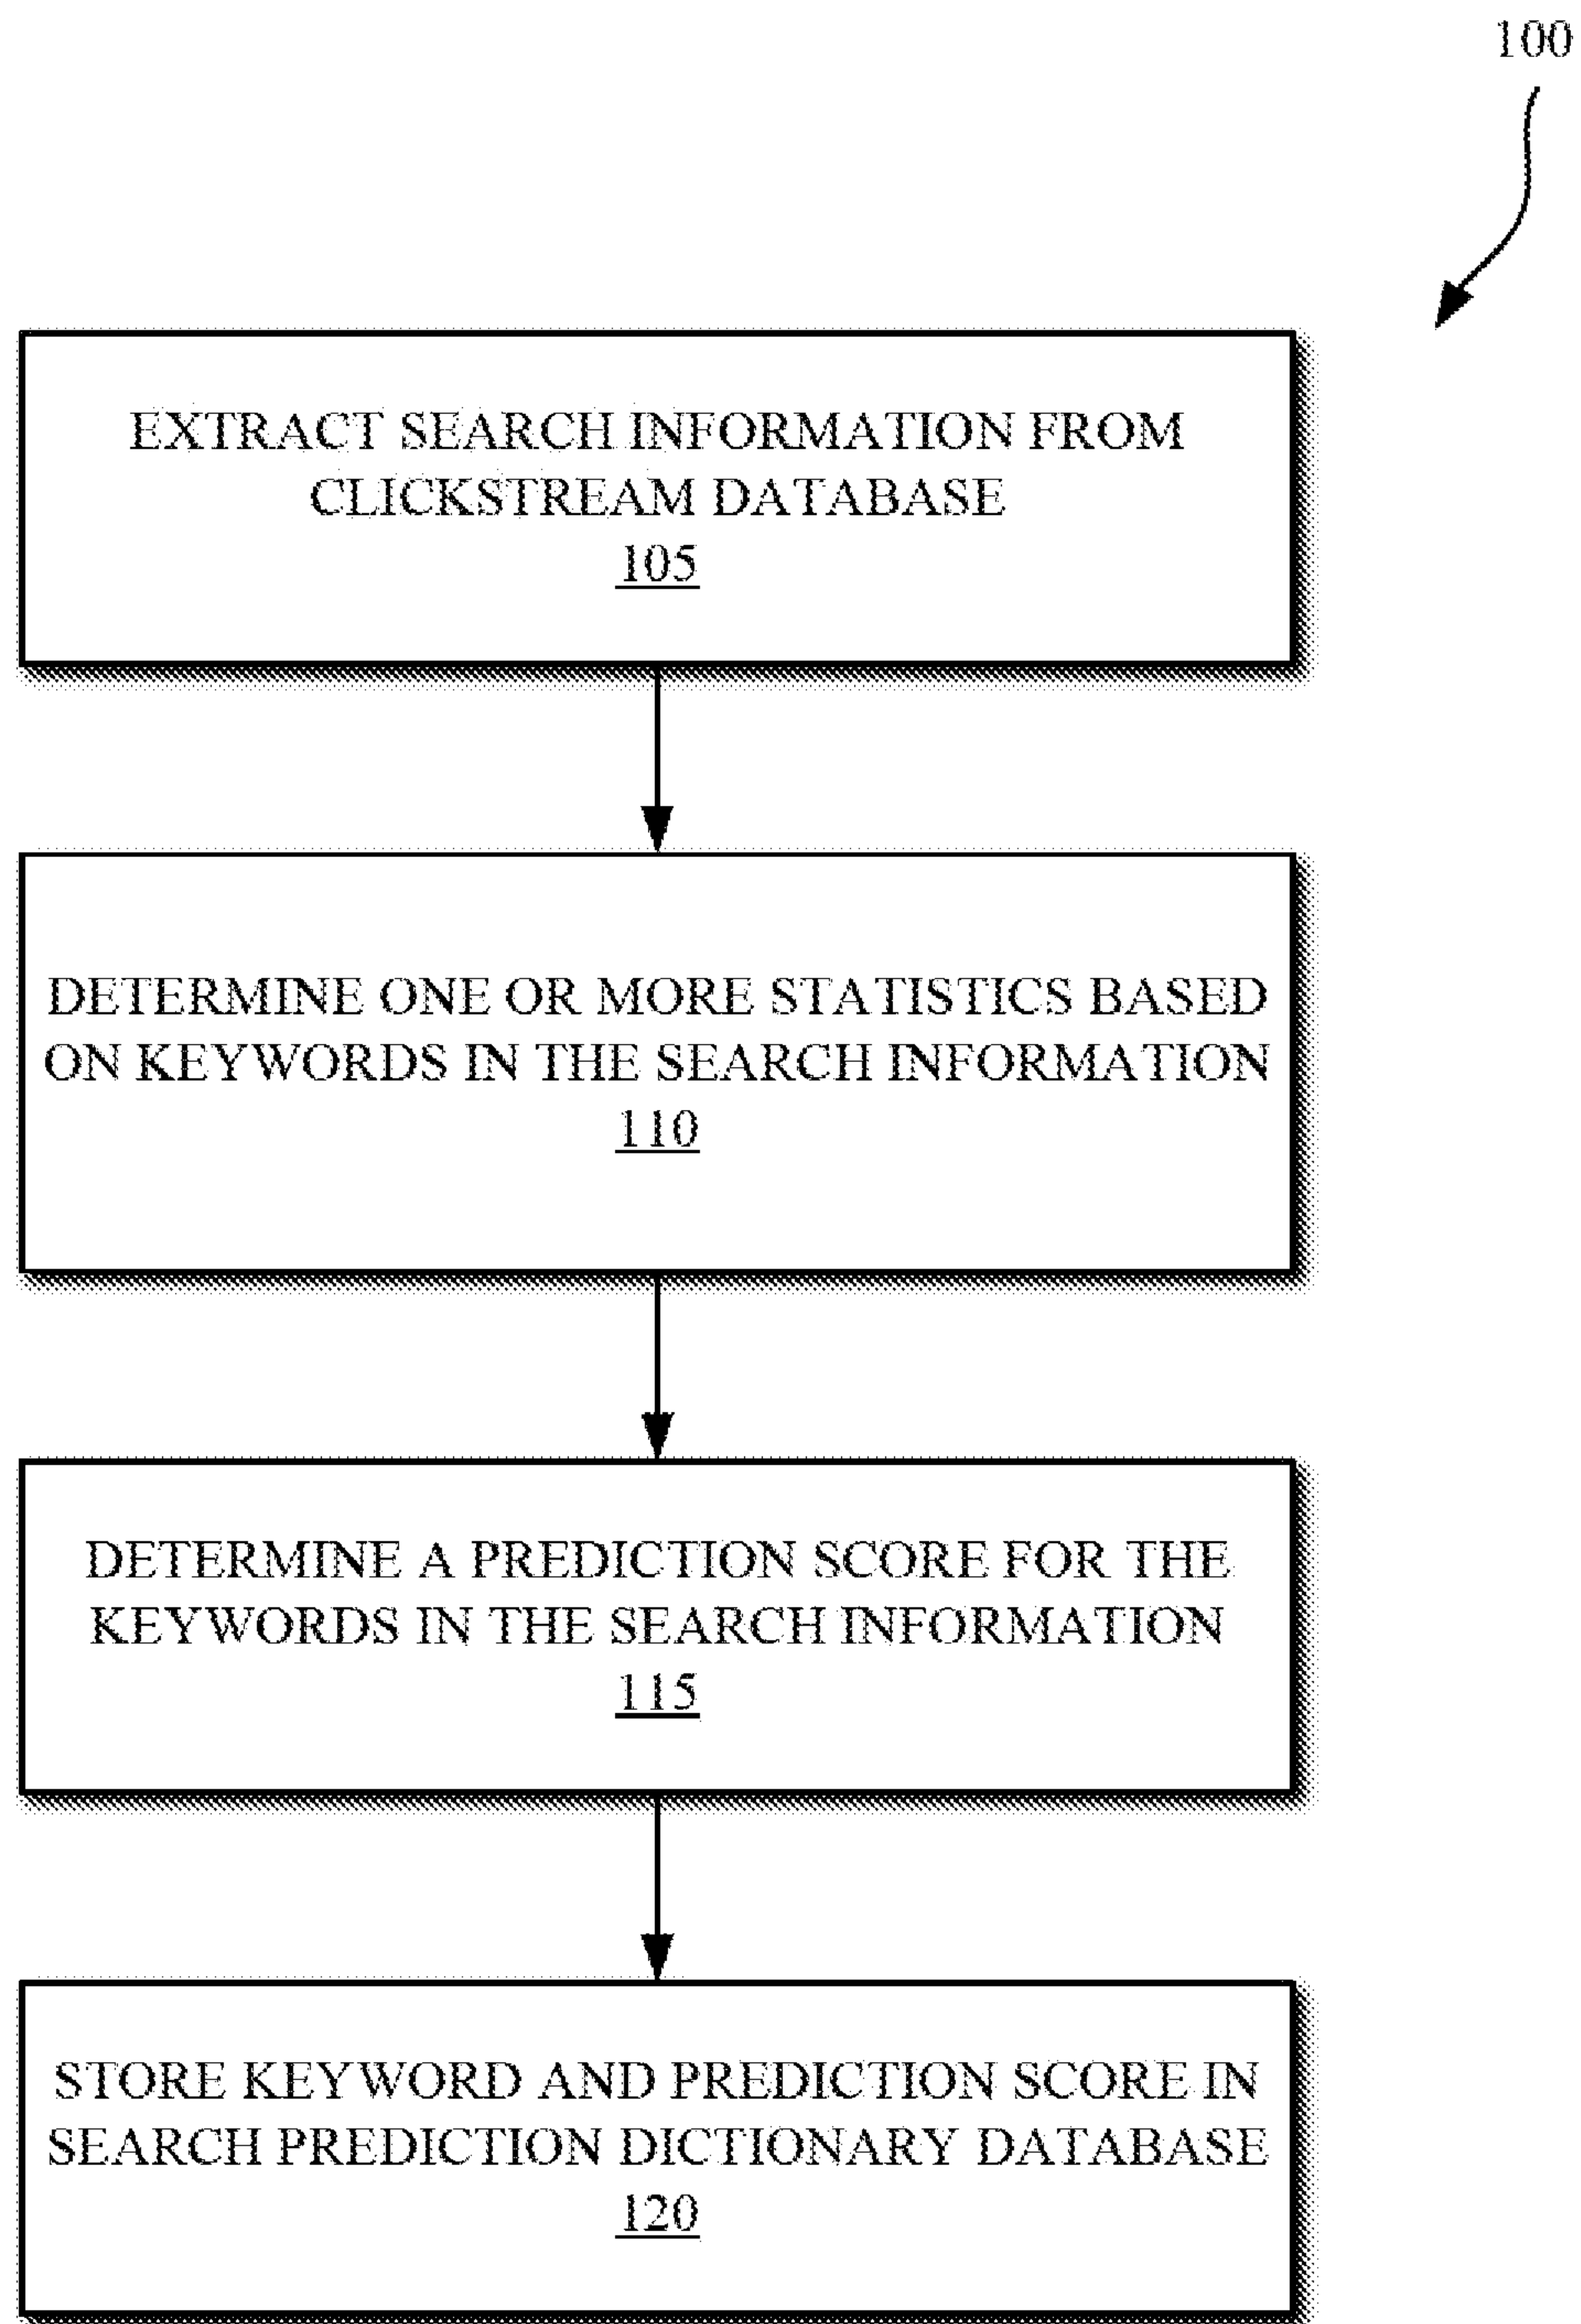 100
EXTRACT SEARCH INFORMATION FROM
CLICKSTREAM DATABASE
105
DETERMINE ONE OR MORE STATISTICS BASED
ON KEYWORDS IN THE SEARCH INFORMATION
110
DETERMINE A PREDICTION SCORE FOR THE
KEYWORDS IN THE SEARCH INFORMATION
115
STORE KEYWORD AND PREDICTION SCORE IN
SEARCH PREDICTION DICTIONARY DATABASE
120